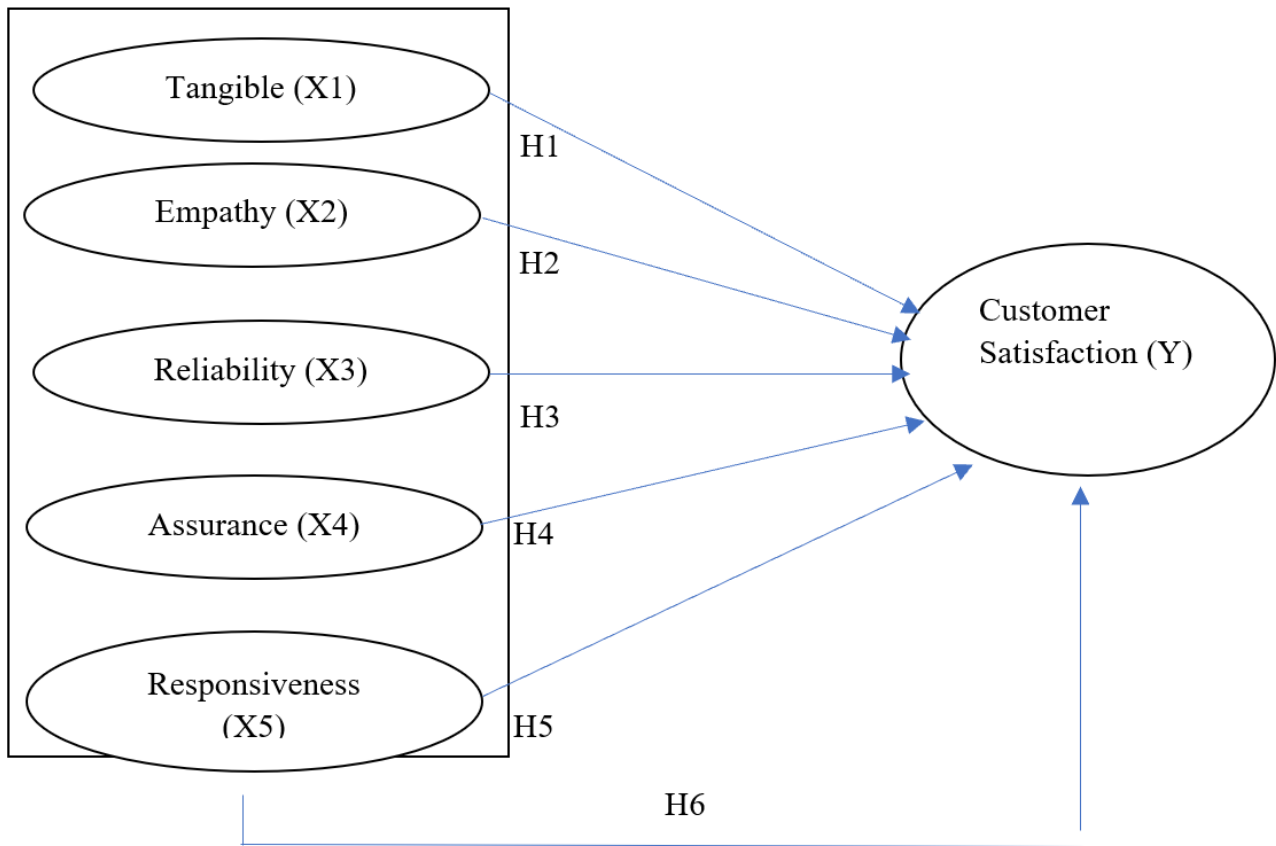 Tangible (X1)
H1
Empathy (X2)
H2
Customer
Satisfaction (Y)
Reliability (X3)
H3
Assurance (X4)
H4
Responsiveness
(X5)
H5
H6